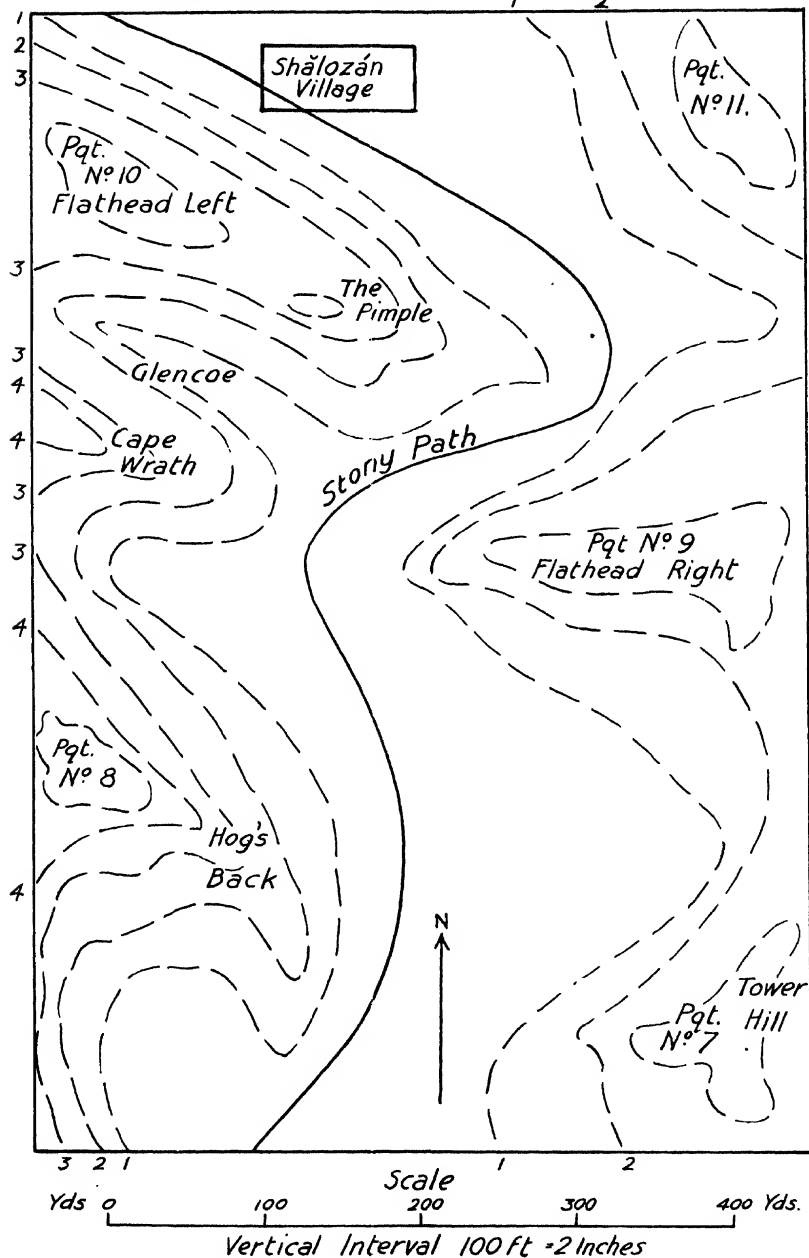 1 2
1
2
3
Shălozán
Village
Pqt.
Nº 11.
Pqt.
Nº 10
Flathead Left
3
The
Pimple
3
Glencoe
4
4
Cape
Wrath
Stony Path
3
3
Pqt Nº 9
Flathead Right
4
Pqt.
Nº 8
Hog's
Back
4
N
Tower
Hill
Pqt.
Nº 7
3 2 1 1 2
Scale
Yds 0 100 200 300 400 Yds.
Vertical Interval 100 ft = 2 Inches